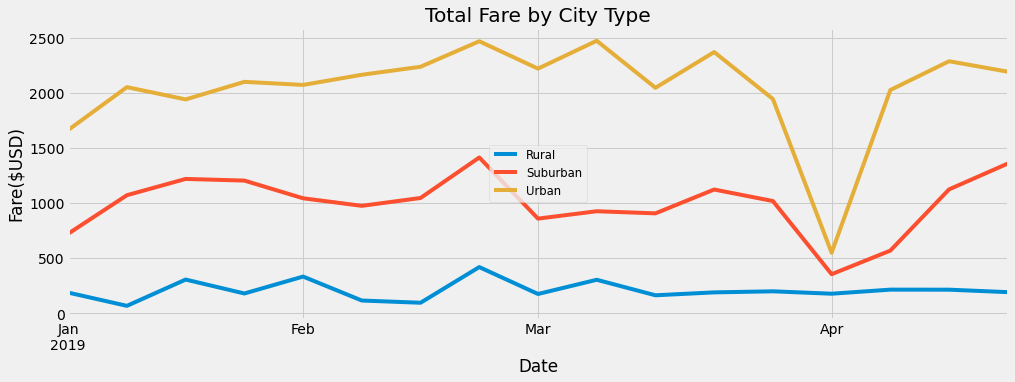 Total Fare by City Type
Fare($USD)
2500
2000
1500
1000
500
0
Rural
Suburban
Urban
Jan
2019
Feb
Mar
Apr
Date